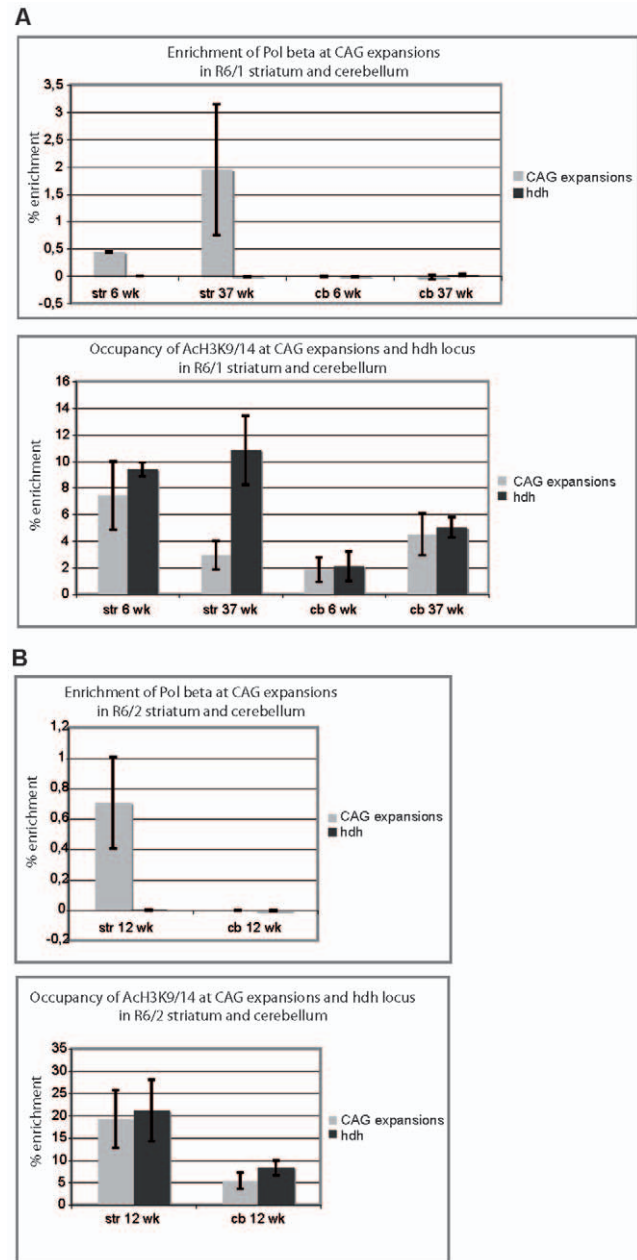 A
Enrichment of Pol beta at CAG expansions
in R6/1 striatum and cerebellum
% enrichment
3,5
3
2,5
2
1,5
1
0,5
0
-0,5
str 6 wk
str 37 wk
cb 6 wk
cb 37 wk
CAG expansions
hdh
Occupancy of AcH3K9/14 at CAG expansions and hdh locus
in R6/1 striatum and cerebellum
% enrichment
16
14
12
10
8
6
4
2
0
str 6 wk
str 37 wk
cb 6 wk
cb 37 wk
CAG expansions
hdh
B
Enrichment of Pol beta at CAG expansions
in R6/2 striatum and cerebellum
% enrichment
1,2
1
0,8
0,6
0,4
0,2
0
-0,2
str 12 wk
cb 12 wk
CAG expansions
hdh
Occupancy of AcH3K9/14 at CAG expansions and hdh locus
in R6/2 striatum and cerebellum
% enrichment
35
30
25
20
15
10
5
0
str 12 wk
cb 12 wk
CAG expansions
hdh